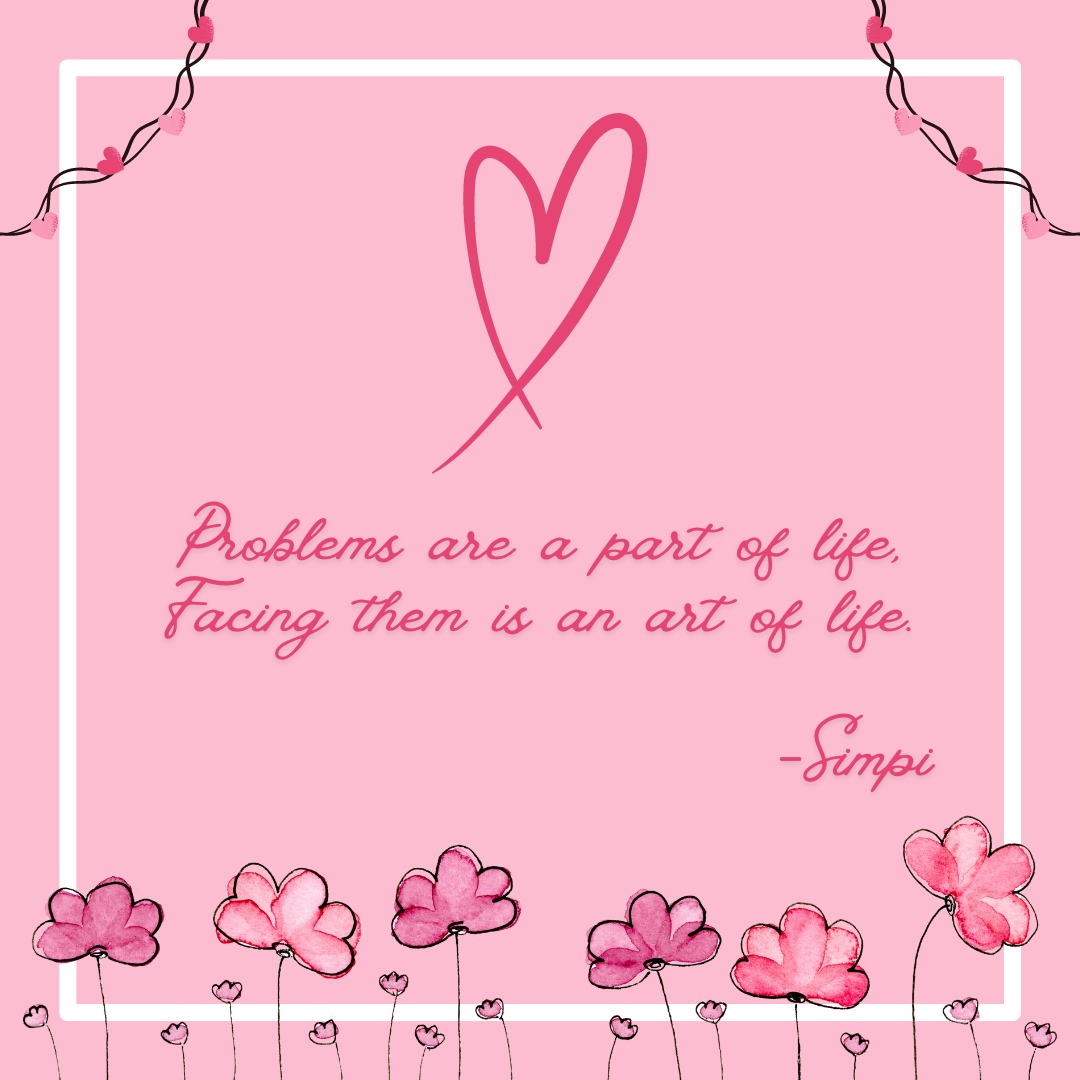 Problems are a part of life,
Facing them is an art of life.
-Simpi